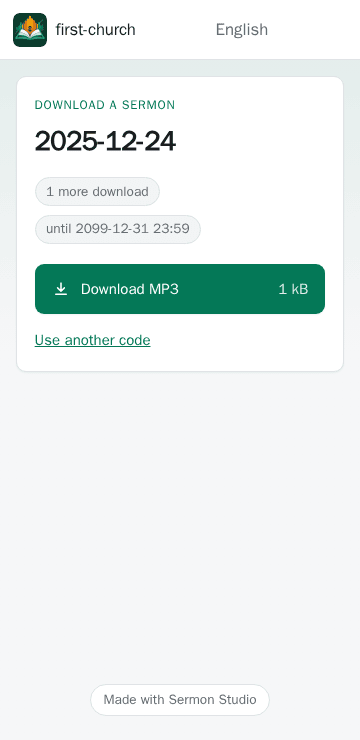 first-church
English
DOWNLOAD A SERMON
2025-12-24
1 more download
until 2099-12-31 23:59
Download MP3
1 kB
Use another code
Made with Sermon Studio